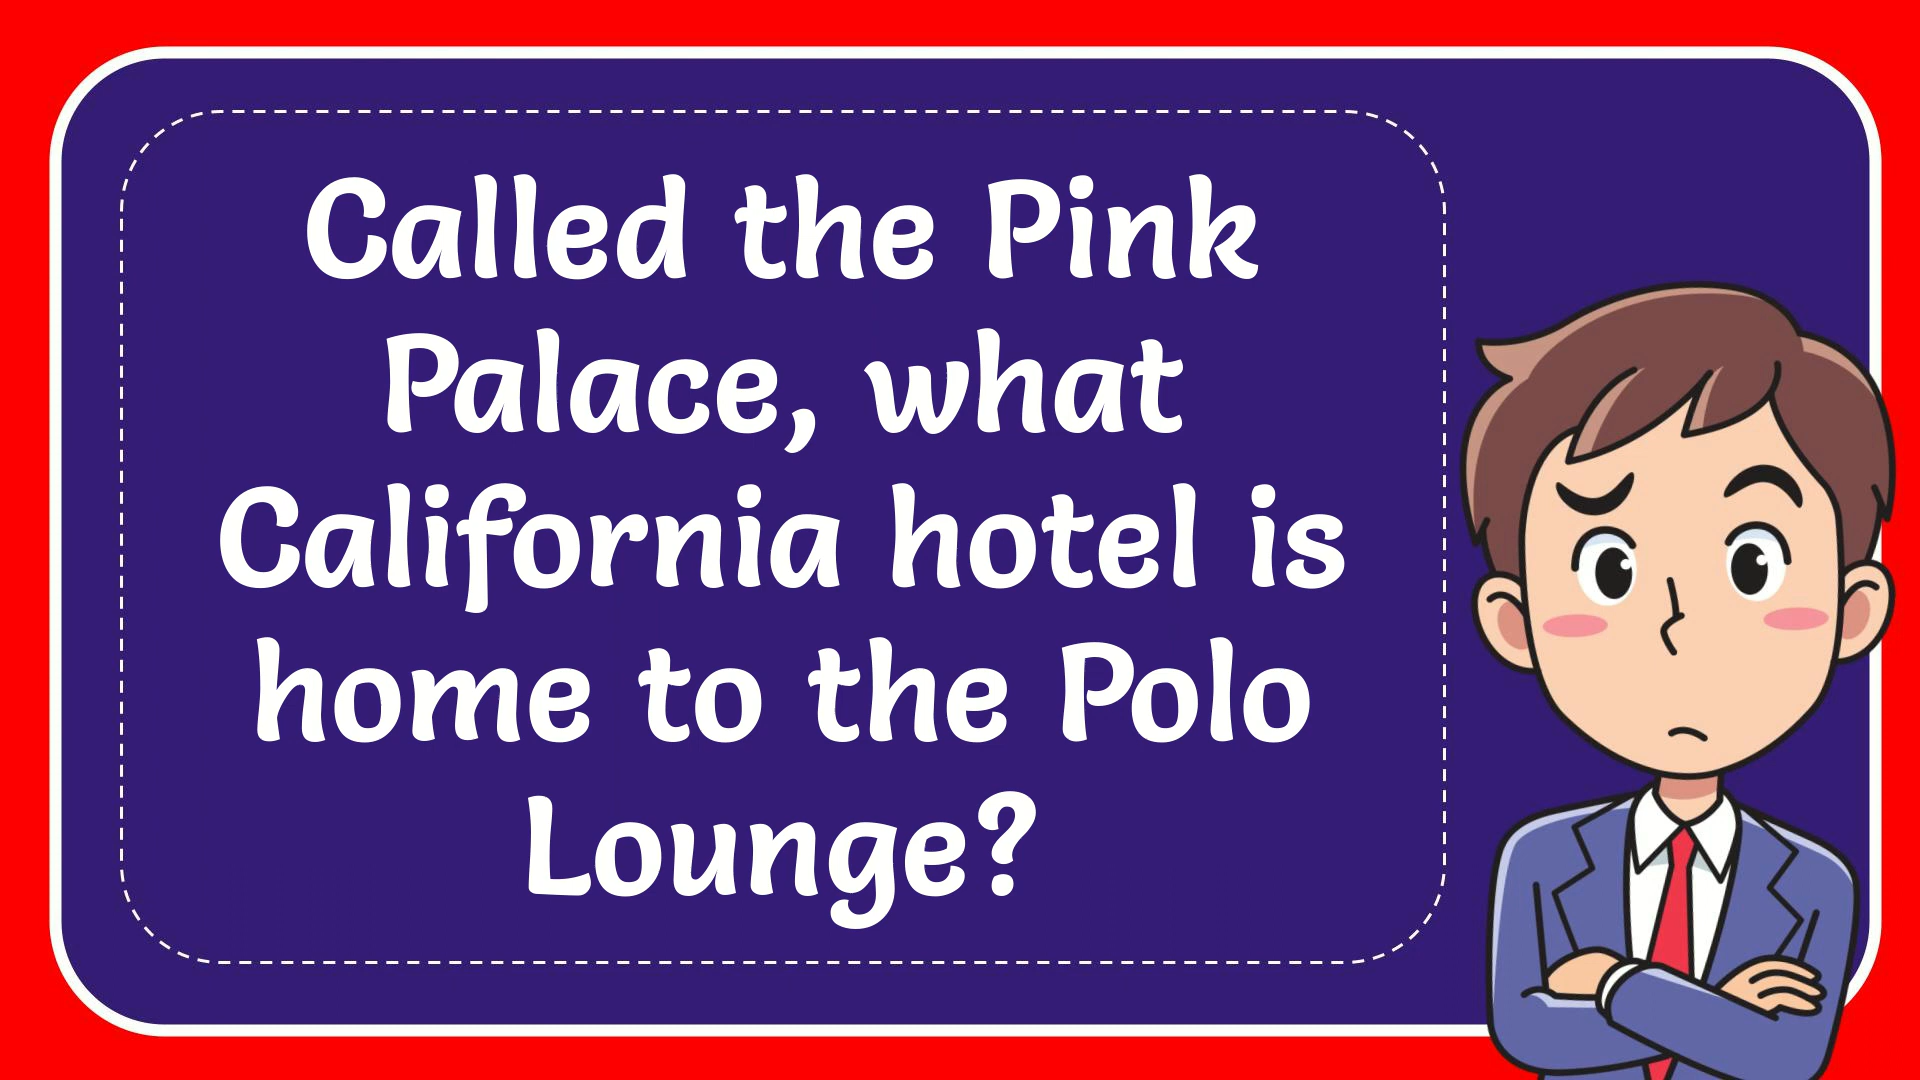 Called the Pink
Palace, what
California hotel is
home to the Polo
Lounge?